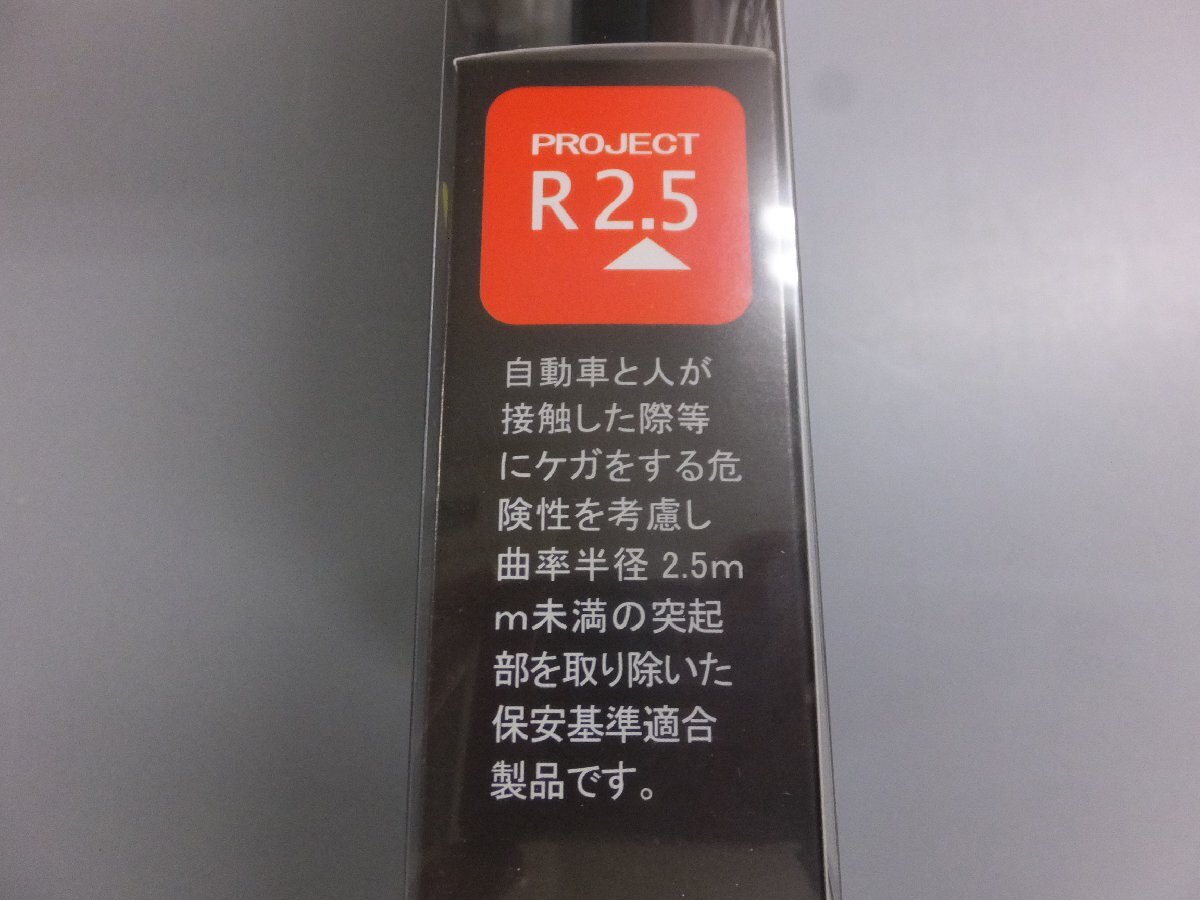 PROJECT
R 2.5
自動車と人が
接触した際等
にケガをする危
険性を考慮し
曲率半径 2.5m
m未満の突起
部を取り除いた
保安基準適合
製品です。